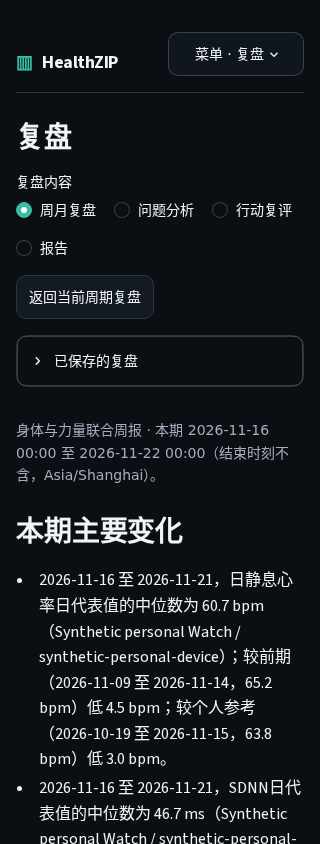 HealthZIP
菜单 · 复盘
复盘
复盘内容
周月复盘
问题分析
行动复评
报告
返回当前周期复盘
已保存的复盘
身体与力量联合周报 · 本期 2026-11-16
00:00 至 2026-11-22 00:00（结束时刻不
含，Asia/Shanghai）。
本期主要变化
2026-11-16 至 2026-11-21，日静息心
率日代表值的中位数为 60.7 bpm
（Synthetic personal Watch /
synthetic-personal-device）；较前期
（2026-11-09 至 2026-11-14，65.2
bpm）低 4.5 bpm；较个人参考
（2026-10-19 至 2026-11-15，63.8
bpm）低 3.0 bpm。
2026-11-16 至 2026-11-21，SDNN日代
表值的中位数为 46.7 ms（Synthetic
personal Watch / synthetic-personal-